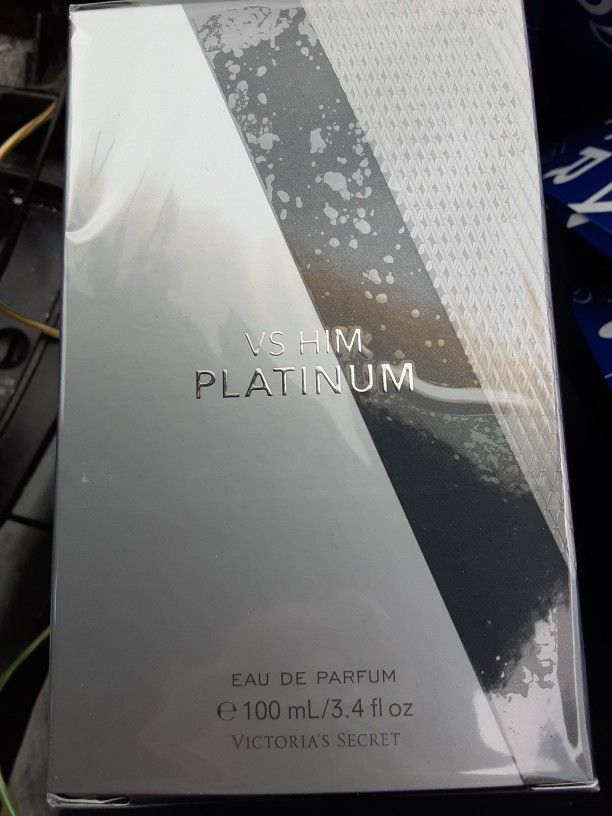 VS HIM
PLATINUM
EAU DE PARFUM
℮ 100 mL/3.4 fl oz
VICTORIA'S SECRET